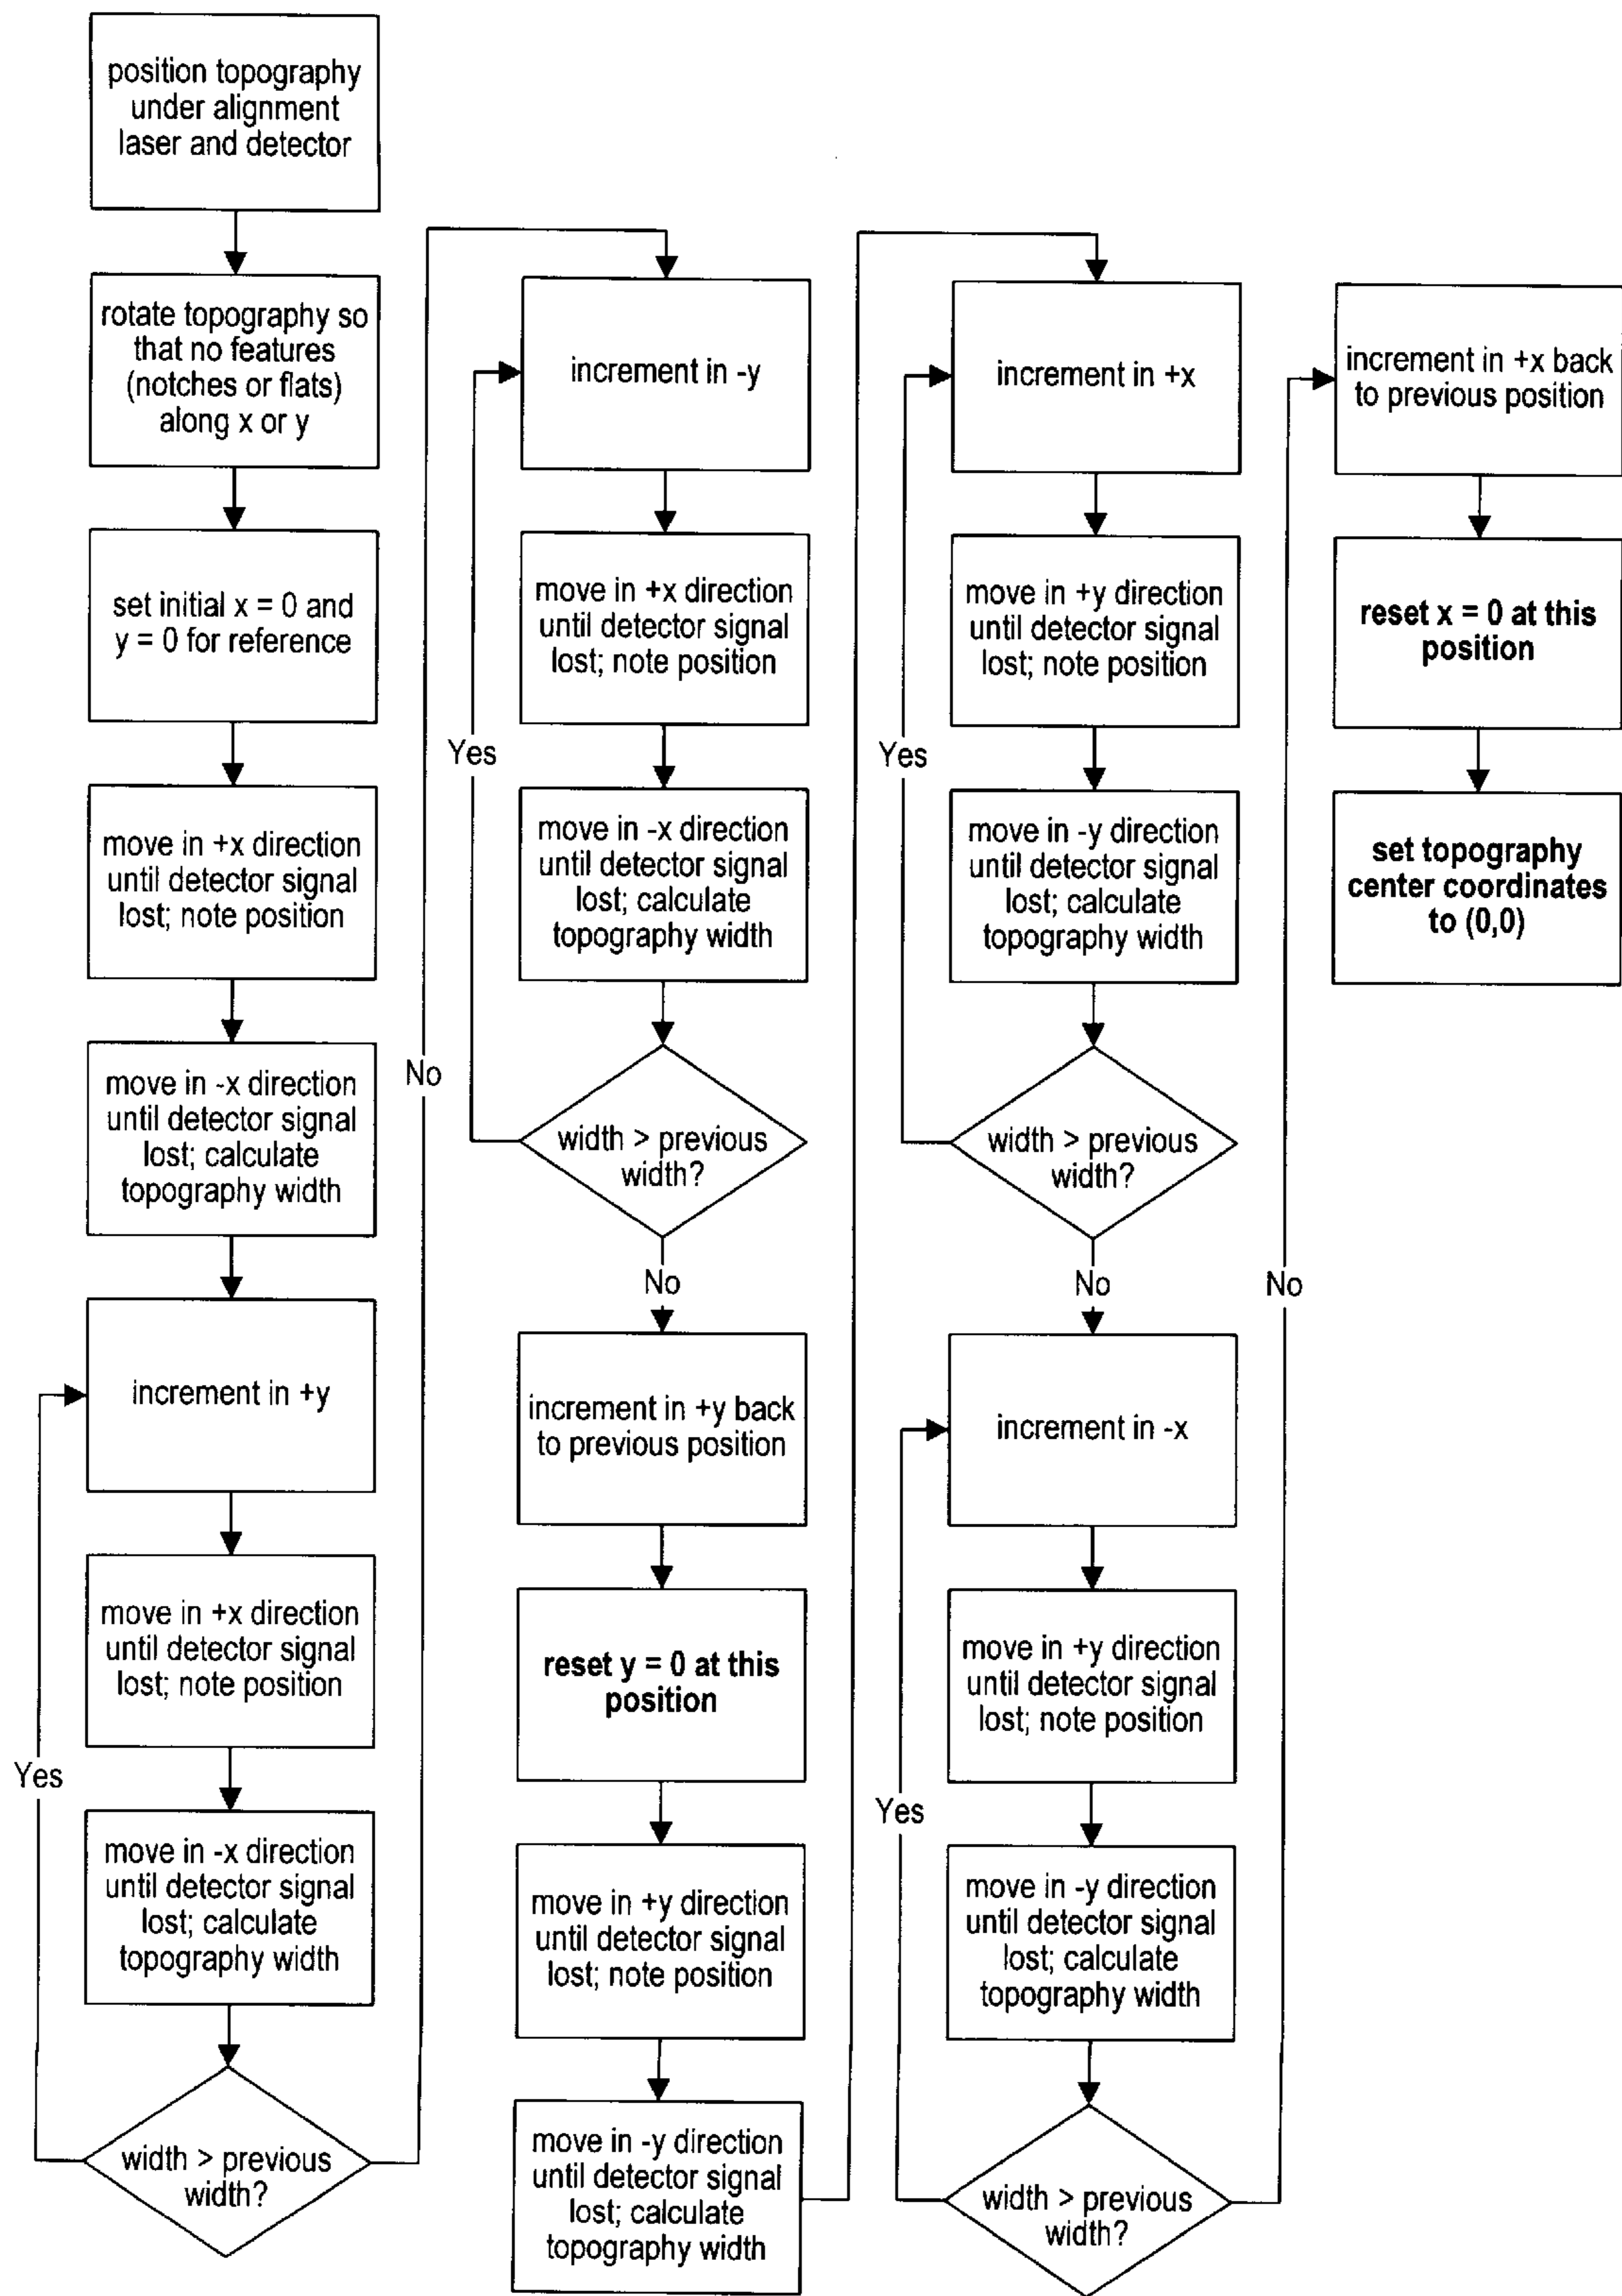 position topography
under alignment
laser and detector
rotate topography so
that no features
(notches or flats)
along x or y
set initial x = 0 and
y = 0 for reference
move in +x direction
until detector signal
lost; note position
move in -x direction
until detector signal
lost; calculate
topography width
increment in +y
move in +x direction
until detector signal
lost; note position
Yes
move in -x direction
until detector signal
lost; calculate
topography width
width > previous
width?
No
increment in -y
move in +x direction
until detector signal
lost; note position
Yes
move in -x direction
until detector signal
lost; calculate
topography width
width > previous
width?
No
increment in +y back
to previous position
reset y = 0 at this
position
move in +y direction
until detector signal
lost; note position
move in -y direction
until detector signal
lost; calculate
topography width
increment in +x
move in +y direction
until detector signal
lost; note position
Yes
move in -y direction
until detector signal
lost; calculate
topography width
width > previous
width?
No
increment in -x
move in +y direction
until detector signal
lost; note position
Yes
move in -y direction
until detector signal
lost; calculate
topography width
width > previous
width?
No
increment in +x back
to previous position
reset x = 0 at this
position
set topography
center coordinates
to (0,0)